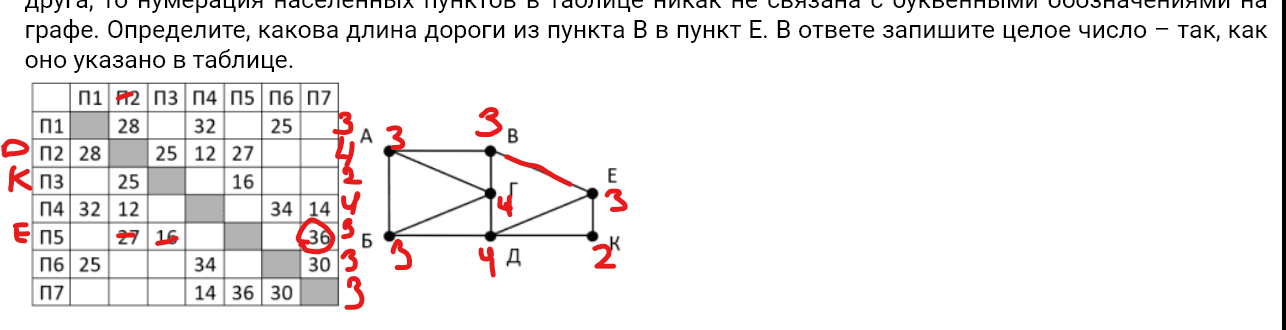 друга, то нумерация населенных пунктов в таблице никак не связана с буквенными обозначениями на
графе. Определите, какова длина дороги из пункта В в пункт Е. В ответе запишите целое число – так, как
оно указано в таблице.
П1 П2 П3 П4 П5 П6 П7
П1 28 32 25 3
D П2 28 25 12 27 4
К П3 25 16 2
П4 32 12 34 14 4
Е П5 27 16 36 3
П6 25 34 30 3
П7 14 36 30 3
А 3 3 В
Г 4 Е 3
Б 3 4 Д 2 К